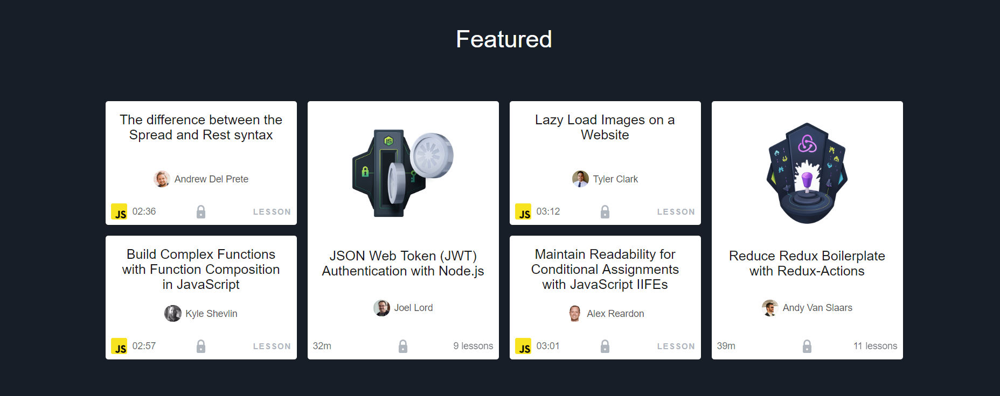 Featured
The difference between the
Spread and Rest syntax
Andrew Del Prete
JS 02:36 LESSON
Build Complex Functions
with Function Composition
in JavaScript
Kyle Shevlin
JS 02:57 LESSON
JS
JSON Web Token (JWT)
Authentication with Node.js
Joel Lord
32m 9 lessons
Lazy Load Images on a
Website
Tyler Clark
JS 03:12 LESSON
Maintain Readability for
Conditional Assignments
with JavaScript IIFEs
Alex Reardon
JS 03:01 LESSON
Reduce Redux Boilerplate
with Redux-Actions
Andy Van Slaars
39m 11 lessons